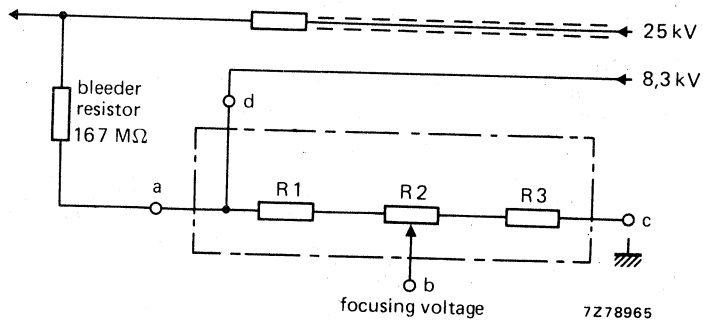 25 kV
8,3 kV
bleeder
resistor
167 MΩ
d
a
R1
R2
R3
c
b
focusing voltage
7Z78965